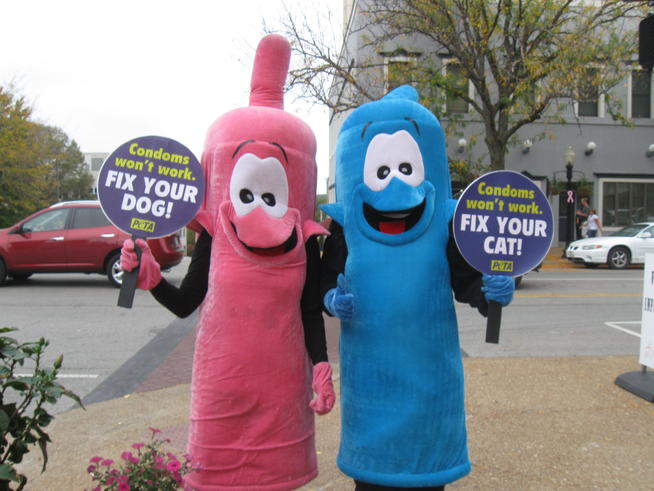 Condoms
won't work.
FIX YOUR
DOG!
PETA
Condoms
won't work.
FIX YOUR
CAT!
PETA